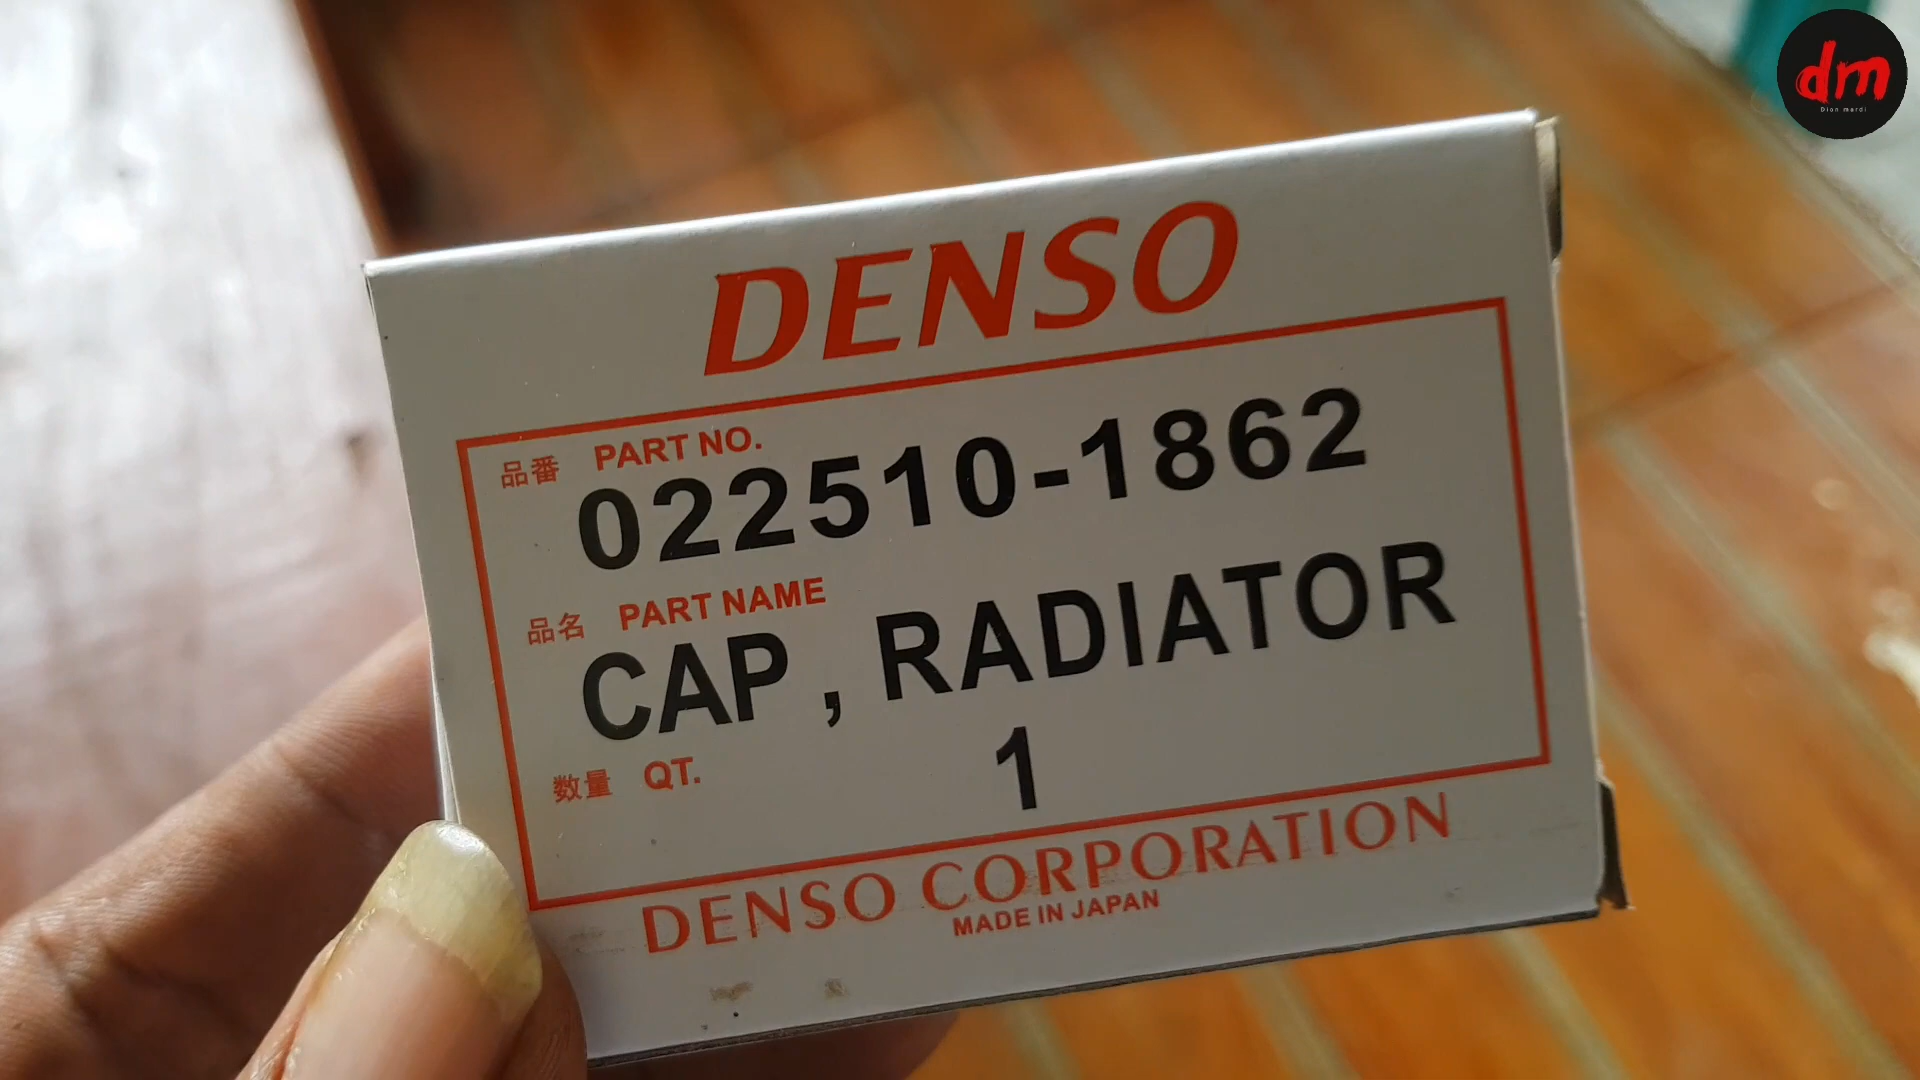 dm
Dion mardi
DENSO
品番 PART NO.
022510-1862
品名 PART NAME
CAP , RADIATOR
数量 QT. 1
DENSO CORPORATION
MADE IN JAPAN